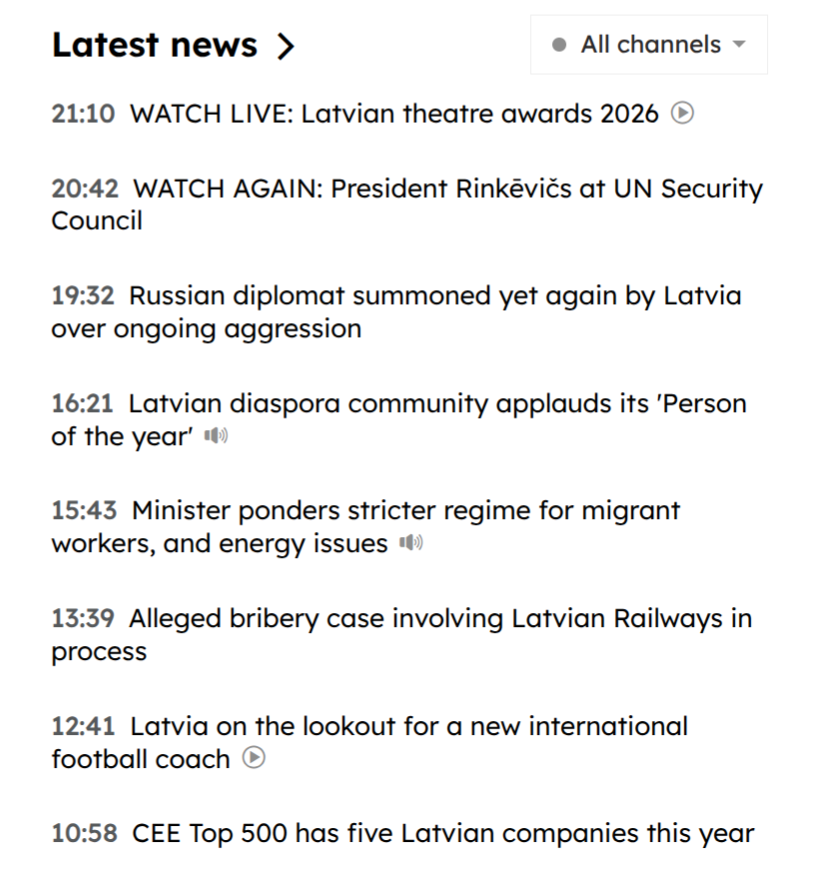 Latest news
All channels
21:10 WATCH LIVE: Latvian theatre awards 2026
20:42 WATCH AGAIN: President Rinkēvičs at UN Security
Council
19:32 Russian diplomat summoned yet again by Latvia
over ongoing aggression
16:21 Latvian diaspora community applauds its 'Person
of the year'
15:43 Minister ponders stricter regime for migrant
workers, and energy issues
13:39 Alleged bribery case involving Latvian Railways in
process
12:41 Latvia on the lookout for a new international
football coach
10:58 CEE Top 500 has five Latvian companies this year